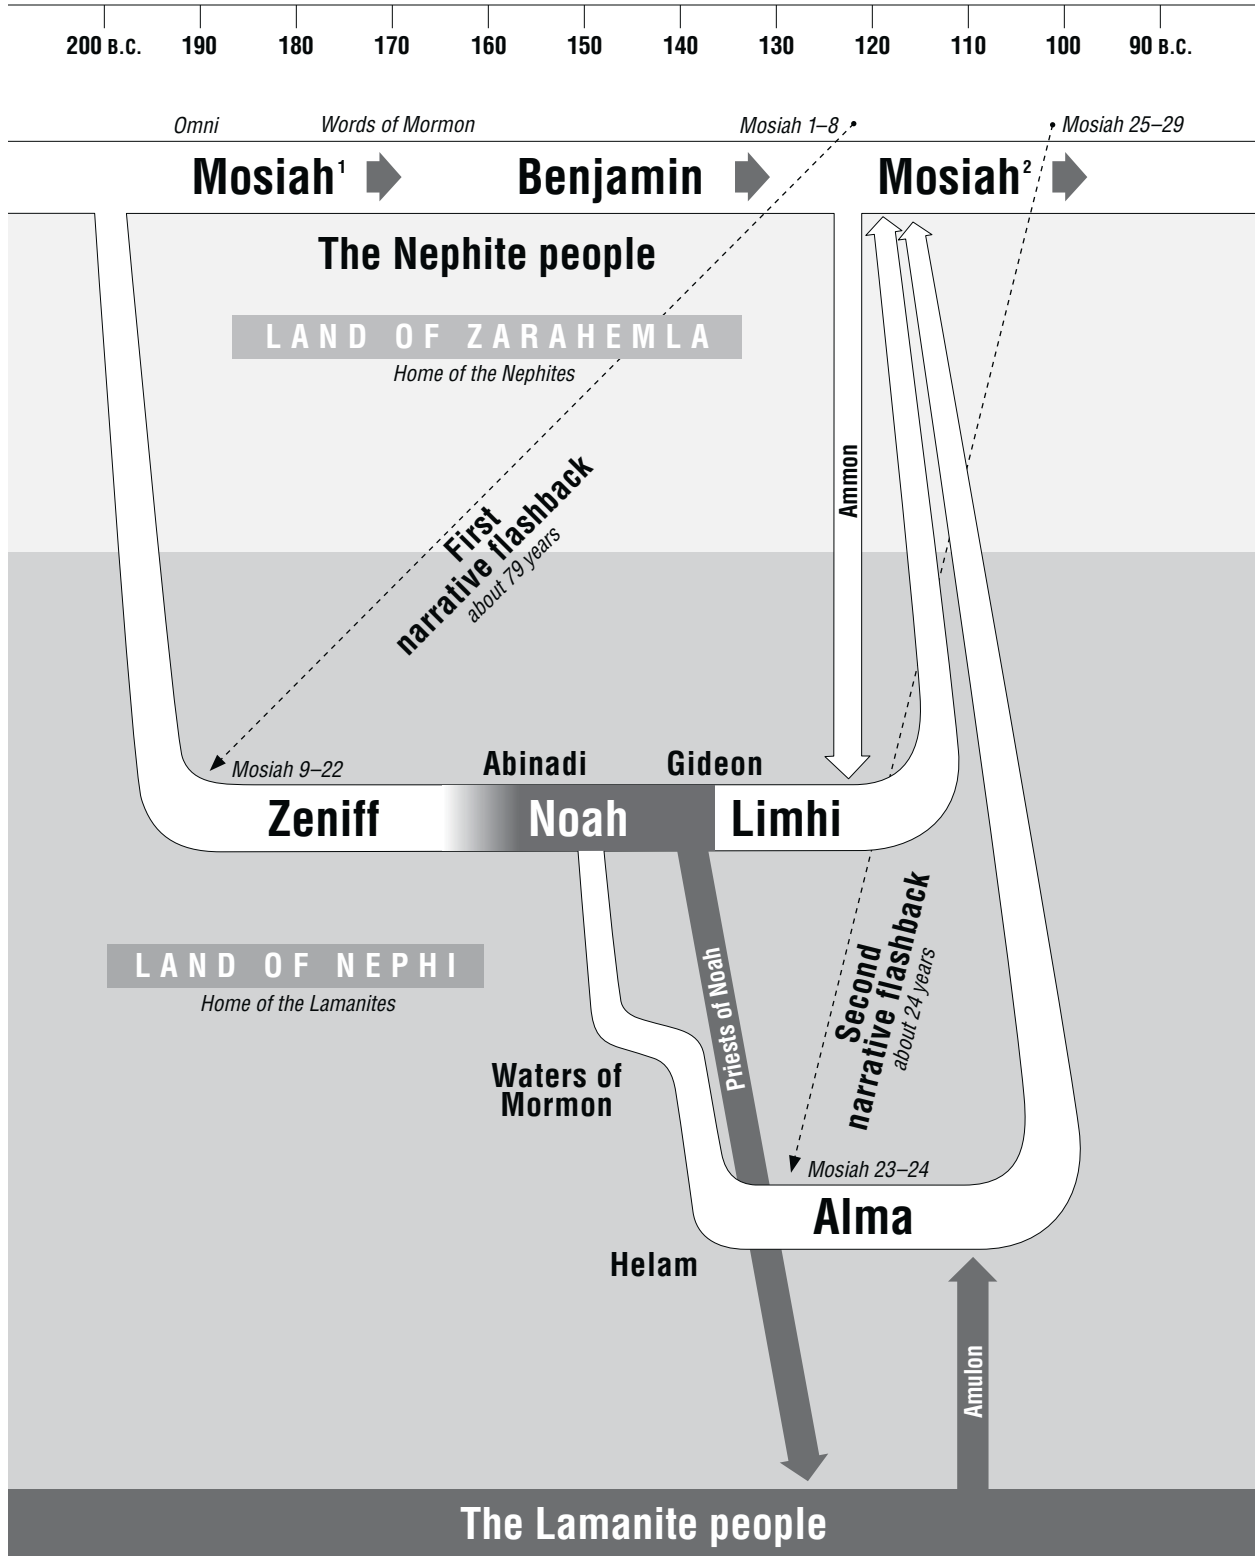 200 B.C. 190 180 170 160 150 140 130 120 110 100 90 B.C.
Omni Words of Mormon Mosiah 1–8 Mosiah 25–29
Mosiah¹ Benjamin Mosiah²
The Nephite people
LAND OF ZARAHEMLA
Home of the Nephites
Ammon
First
narrative flashback
about 79 years
Mosiah 9–22
Abinadi Gideon
Zeniff Noah Limhi
LAND OF NEPHI
Home of the Lamanites
Priests of Noah
Second
narrative flashback
about 24 years
Waters of
Mormon
Mosiah 23–24
Alma
Helam
Amulon
The Lamanite people